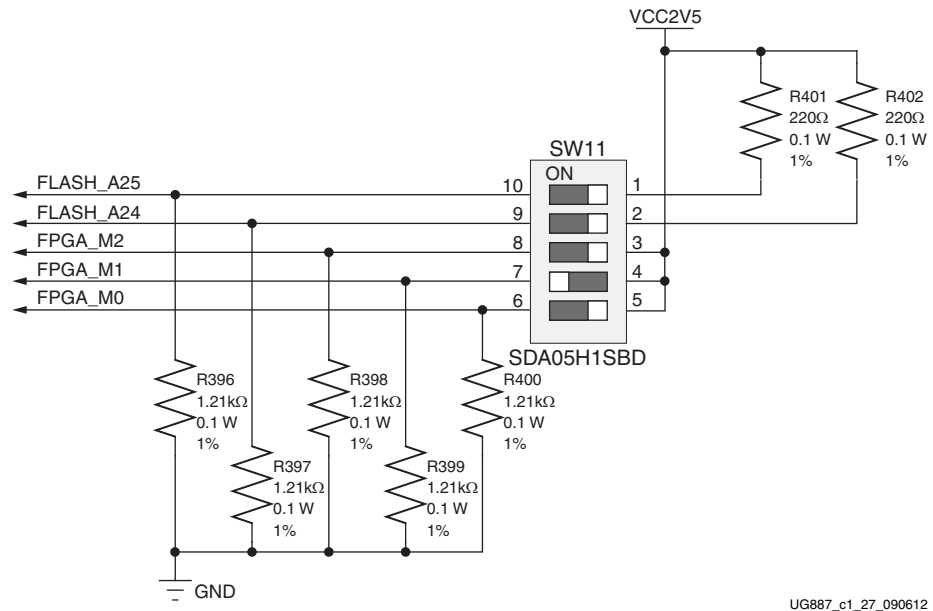 VCC2V5
R401
220Ω
0.1 W
1%
R402
220Ω
0.1 W
1%
SW11
ON
FLASH_A25
10
1
FLASH_A24
9
2
FPGA_M2
8
3
FPGA_M1
7
4
FPGA_M0
6
5
SDA05H1SBD
R396
1.21kΩ
0.1 W
1%
R398
1.21kΩ
0.1 W
1%
R400
1.21kΩ
0.1 W
1%
R397
1.21kΩ
0.1 W
1%
R399
1.21kΩ
0.1 W
1%
GND
UG887_c1_27_090612